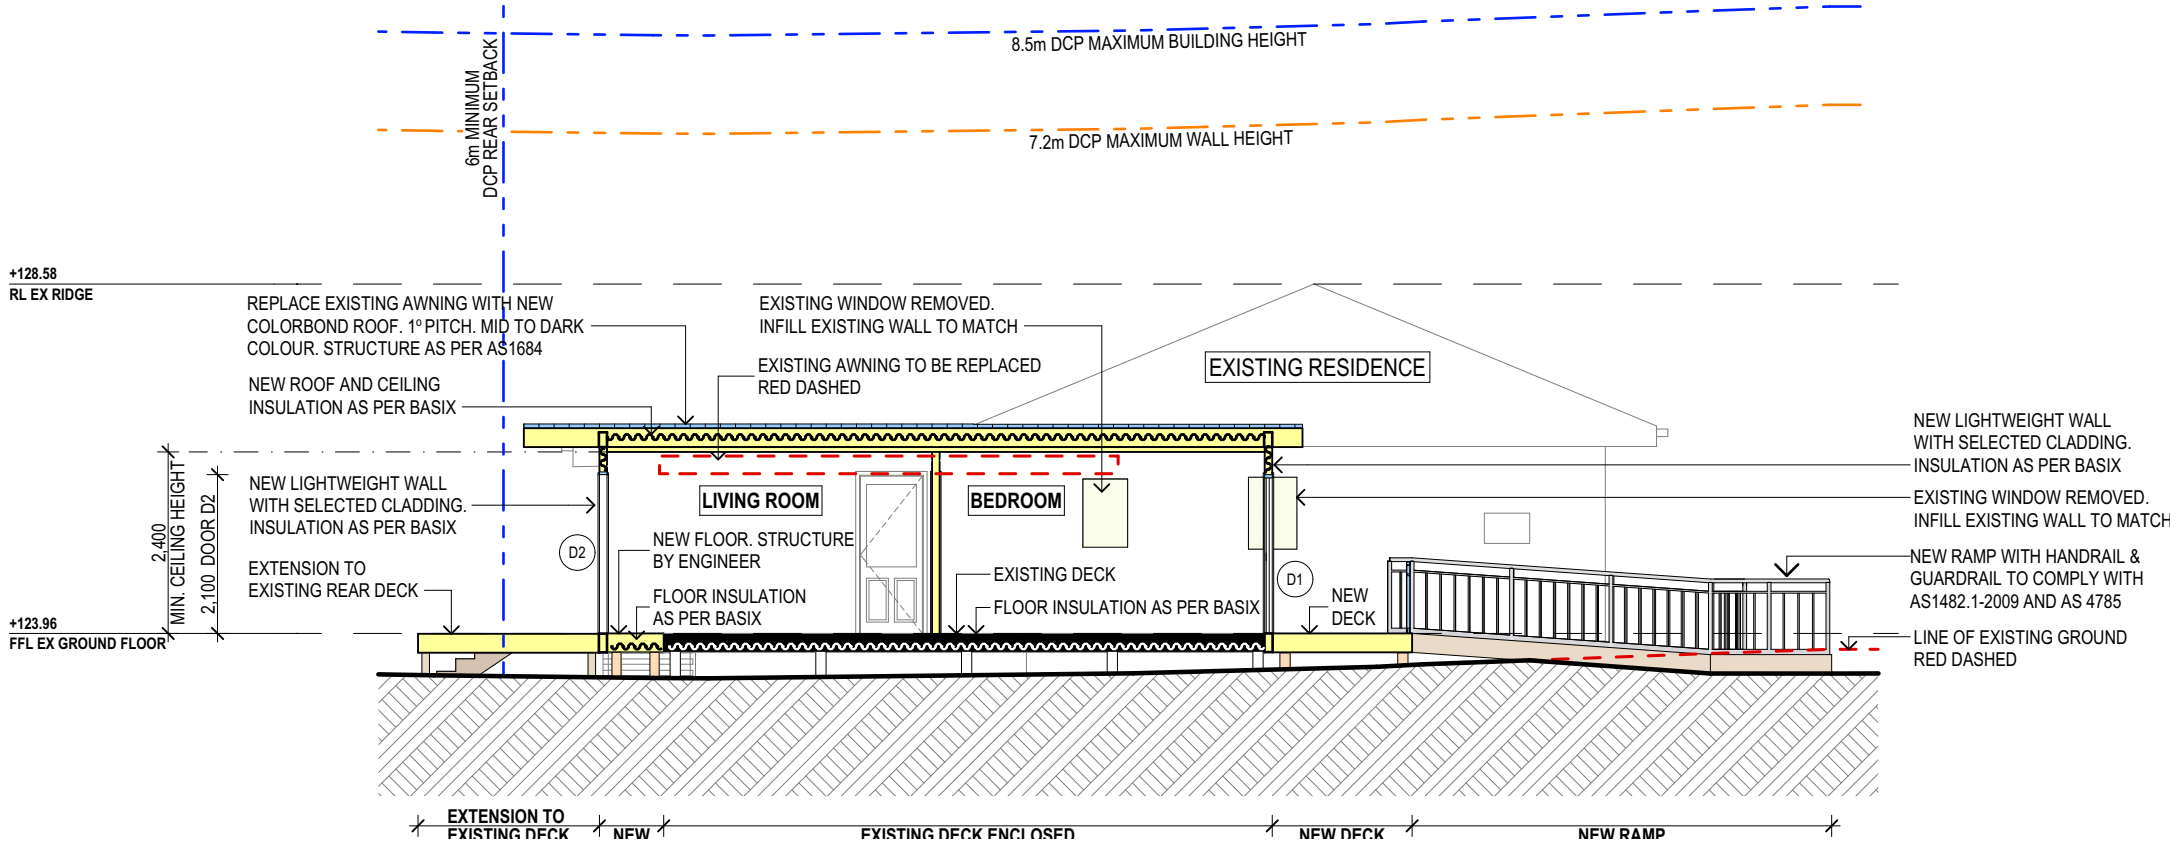 8.5m DCP MAXIMUM BUILDING HEIGHT
6m MINIMUM
DCP REAR SETBACK
7.2m DCP MAXIMUM WALL HEIGHT
+128.58
RL EX RIDGE
REPLACE EXISTING AWNING WITH NEW
COLORBOND ROOF. 1º PITCH. MID TO DARK
COLOUR. STRUCTURE AS PER AS1684
NEW ROOF AND CEILING
INSULATION AS PER BASIX
EXISTING WINDOW REMOVED.
INFILL EXISTING WALL TO MATCH
EXISTING AWNING TO BE REPLACED
RED DASHED
EXISTING RESIDENCE
NEW LIGHTWEIGHT WALL
WITH SELECTED CLADDING.
INSULATION AS PER BASIX
EXISTING WINDOW REMOVED.
INFILL EXISTING WALL TO MATCH
NEW RAMP WITH HANDRAIL &
GUARDRAIL TO COMPLY WITH
AS1482.1-2009 AND AS 4785
LINE OF EXISTING GROUND
RED DASHED
2,400
MIN. CEILING HEIGHT
2,100 DOOR D2
NEW LIGHTWEIGHT WALL
WITH SELECTED CLADDING.
INSULATION AS PER BASIX
EXTENSION TO
EXISTING REAR DECK
D2
LIVING ROOM
BEDROOM
NEW FLOOR. STRUCTURE
BY ENGINEER
FLOOR INSULATION
AS PER BASIX
EXISTING DECK
FLOOR INSULATION AS PER BASIX
D1
NEW
DECK
+123.96
FFL EX GROUND FLOOR
EXTENSION TO
EXISTING DECK
NEW
EXISTING DECK ENCLOSED
NEW DECK
NEW RAMP